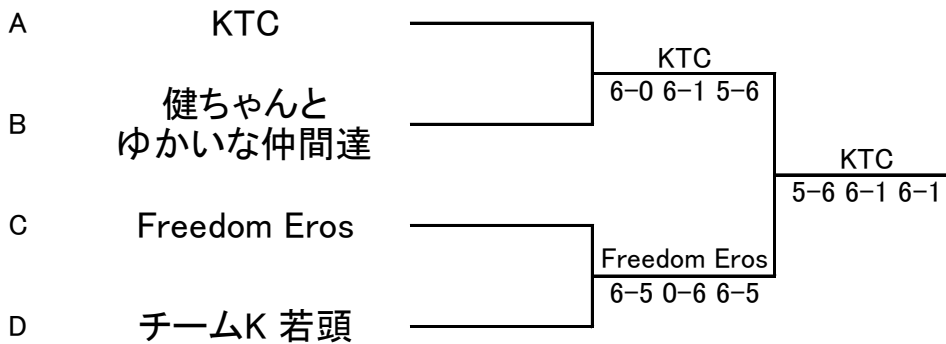 A KTC
KTC
6-0 6-1 5-6
B 健ちゃんと
ゆかいな仲間達
KTC
5-6 6-1 6-1
C Freedom Eros
Freedom Eros
6-5 0-6 6-5
D チームK 若頭